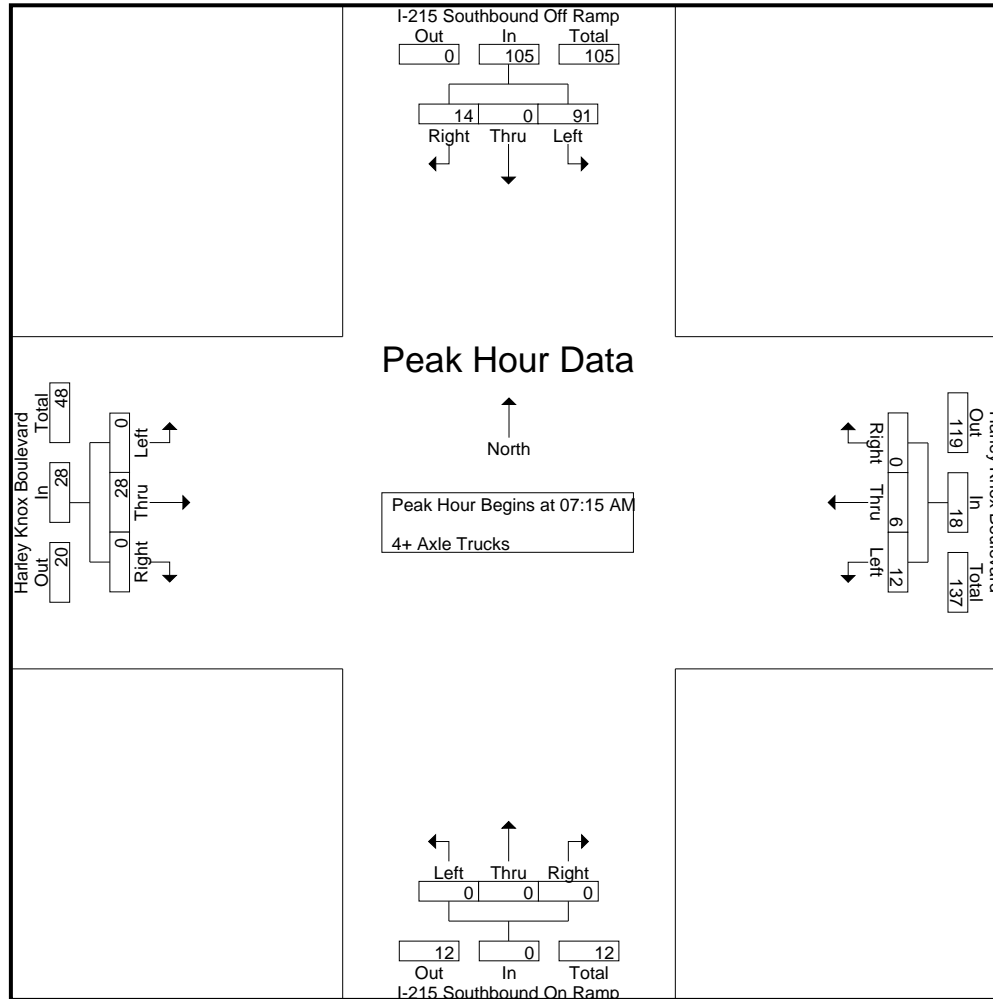 I-215 Southbound Off Ramp
Out In Total
0 105 105
14 0 91
Right Thru Left
Peak Hour Data
North
Peak Hour Begins at 07:15 AM
4+ Axle Trucks
Harley Knox Boulevard
Out In Total
20 28 48
0 28 0
Left Thru Right
Harley Knox Boulevard
Out In Total
119 18 137
0 6 12
Right Thru Left
Left Thru Right
0 0 0
12 0 12
Out In Total
I-215 Southbound On Ramp